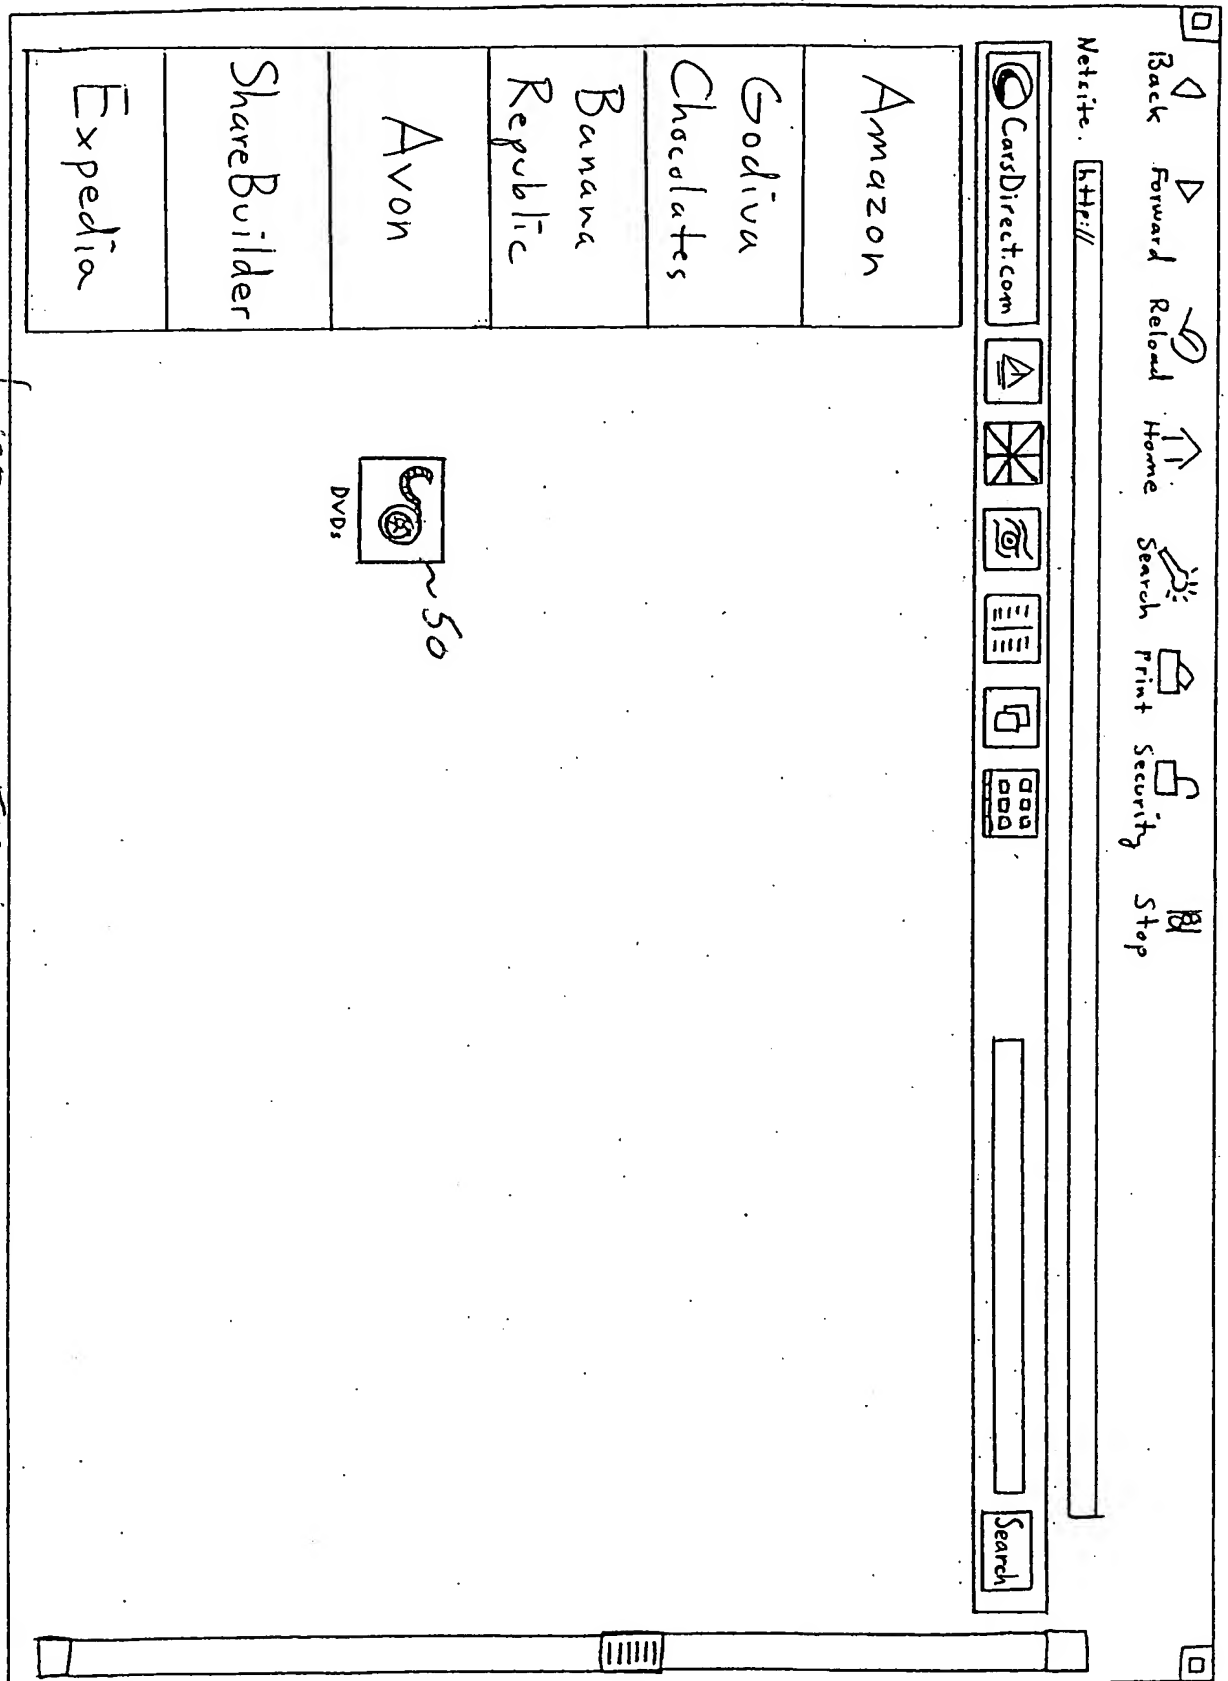 Back Forward Reload Home Search Print Security Stop
Netsite. http://
CarsDirect.com
Search
Amazon
Godiva
Chocolates
Banana
Republic
Avon
ShareBuilder
Expedia
50
DVDs